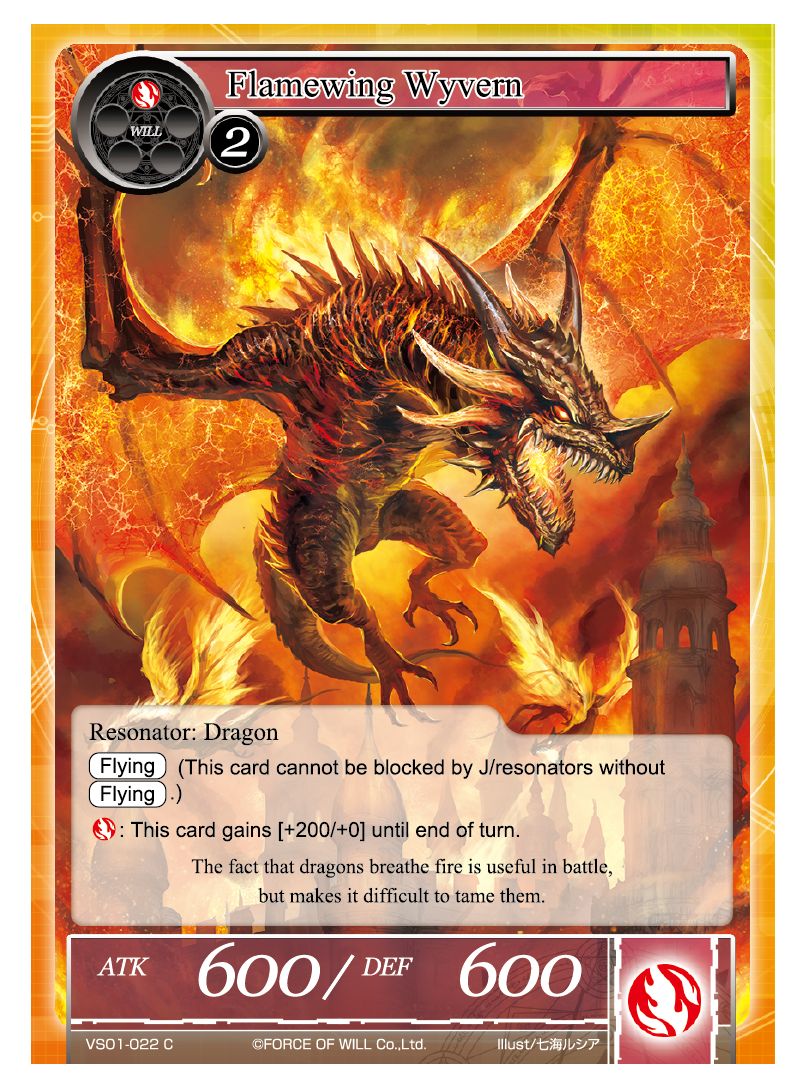 Flamewing Wyvern
WILL
2
Resonator: Dragon
Flying (This card cannot be blocked by J/resonators without
Flying .)
: This card gains [+200/+0] until end of turn.
The fact that dragons breathe fire is useful in battle,
but makes it difficult to tame them.
ATK 600/ DEF 600
VS01-022 C ©FORCE OF WILL Co.,Ltd. Illust/七海ルシア